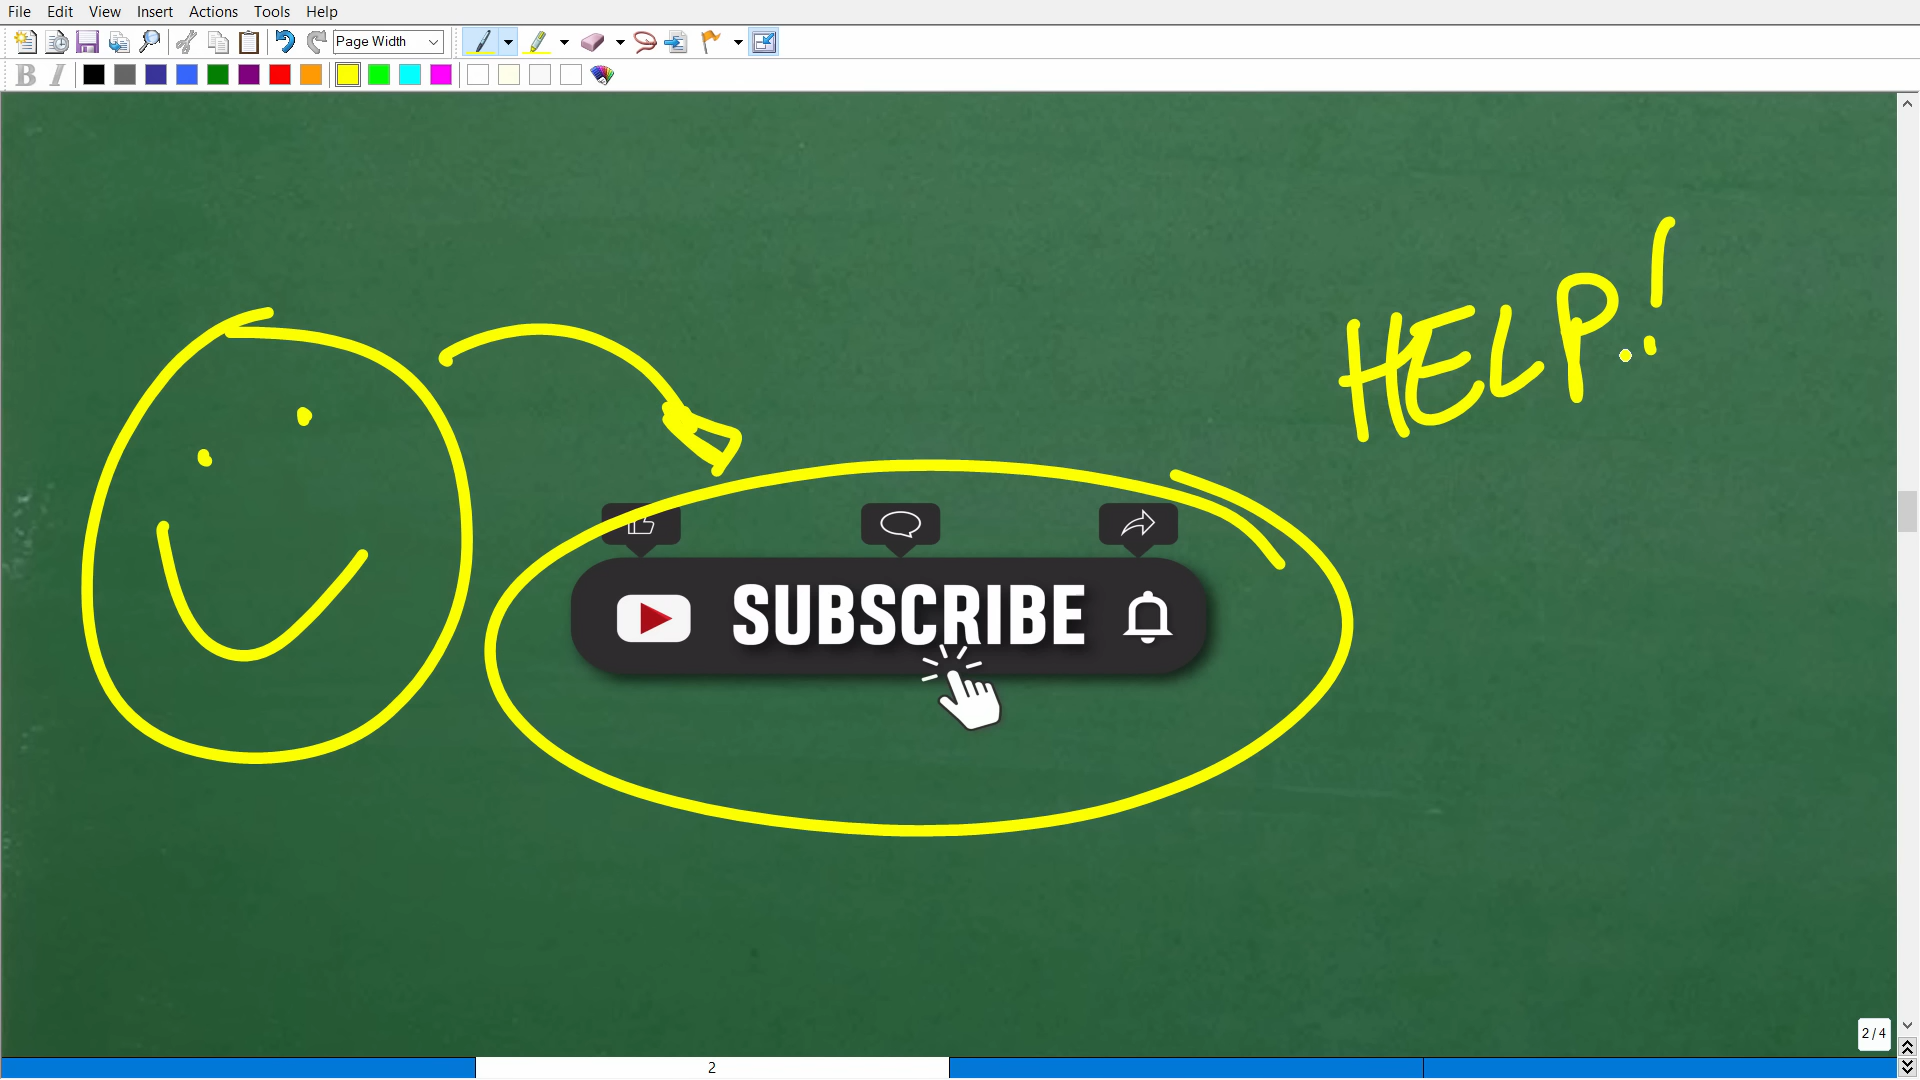 File Edit View Insert Actions Tools Help
Page Width
B I
HELP!
SUBSCRIBE
2 / 4
2